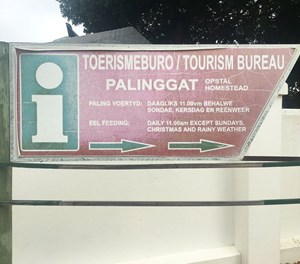 i
TOERISMEBURO / TOURISM BUREAU
PALINGGAT OPSTAL HOMESTEAD
PALING VOERTYD: DAAGLIKS 11.00vm BEHALWE
SONDAE, KERSDAG EN REENWEER
EEL FEEDING: DAILY 11.00am EXCEPT SUNDAYS,
CHRISTMAS AND RAINY WEATHER